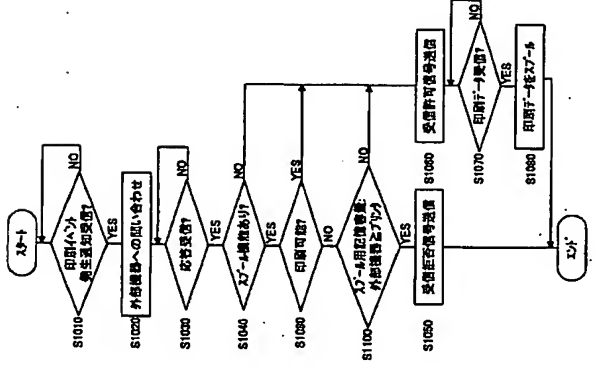 スタート
S1010
印刷イベント
発生通知受信?
NO
YES
S1020
外部機器への問い合わせ
S1030
応答受信?
NO
YES
S1040
スプール機能あり?
NO
YES
S1090
印刷可能?
YES
NO
S1100
スプール用記憶容量:
外部機器≧プリンタ
NO
YES
S1050
受信拒否信号送信
S1060
受信許可信号送信
S1070
印刷データ受信?
NO
YES
S1080
印刷データをスプール
エンド